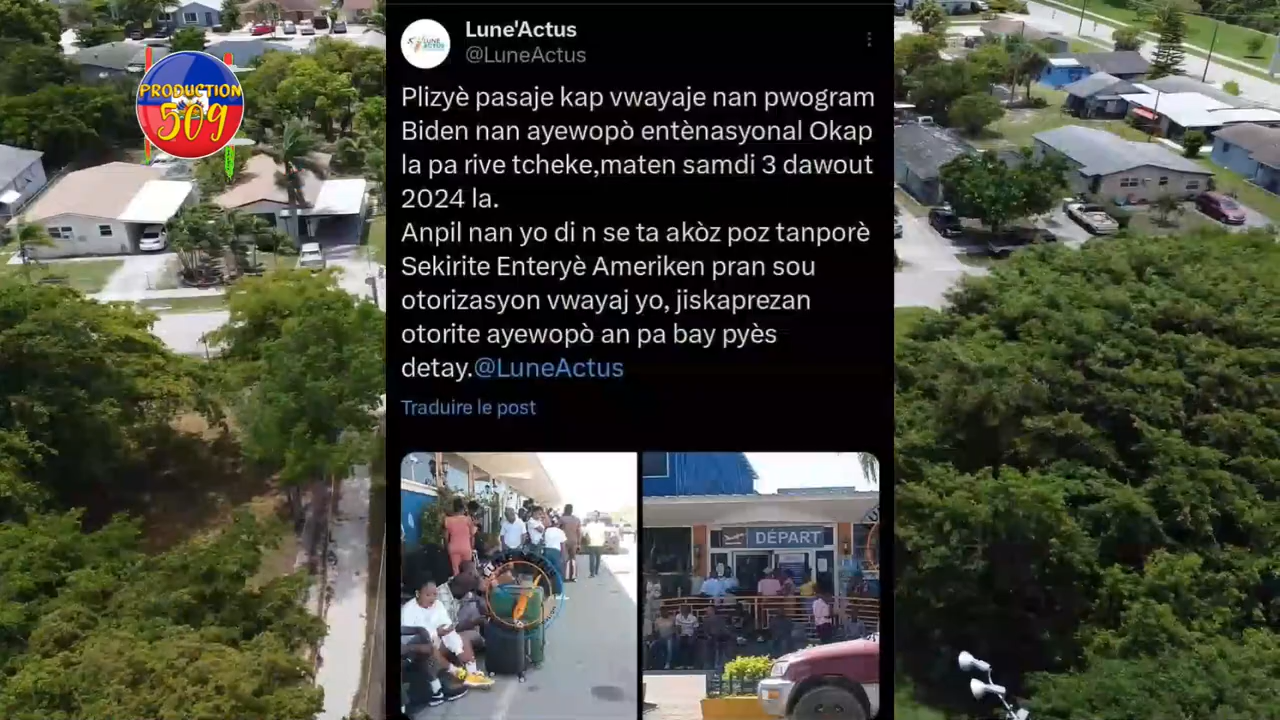 PRODUCTION
509
Lune'Actus
@LuneActus
LUNE
ACTUS
Plizyè pasaje kap vwayaje nan pwogram
Biden nan ayewopò entènasyonal Okap
la pa rive tcheke,maten samdi 3 dawout
2024 la.
Anpil nan yo di n se ta akòz poz tanporè
Sekirite Enteryè Ameriken pran sou
otorizasyon vwayaj yo, jiskaprezan
otorite ayewopò an pa bay pyès
detay.@LuneActus
Traduire le post
DÉPART